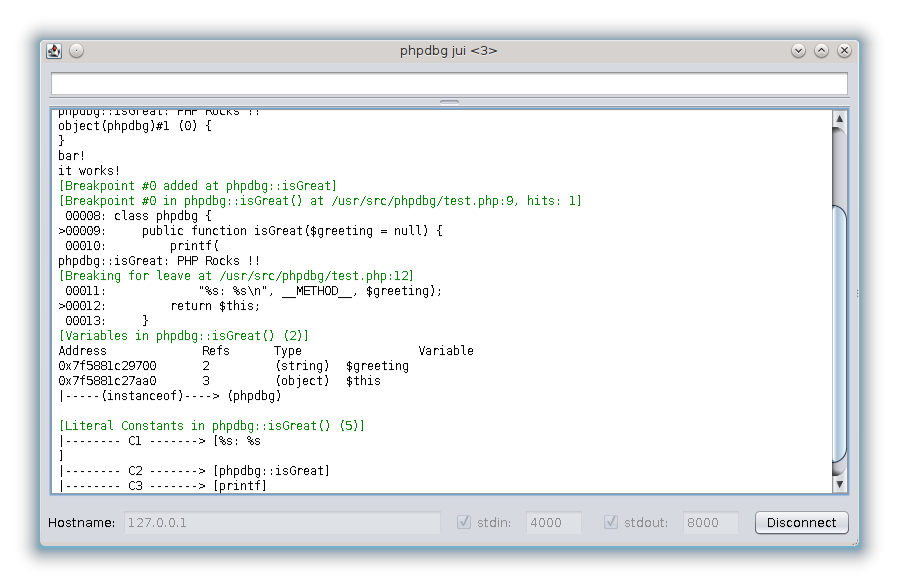 phpdbg jui <3>
phpdbg::isGreat: PHP Rocks !!
object(phpdbg)#1 (0) {
}
bar!
it works!
[Breakpoint #0 added at phpdbg::isGreat]
[Breakpoint #0 in phpdbg::isGreat() at /usr/src/phpdbg/test.php:9, hits: 1]
 00008: class phpdbg {
>00009:     public function isGreat($greeting = null) {
 00010:         printf(
phpdbg::isGreat: PHP Rocks !!
[Breaking for leave at /usr/src/phpdbg/test.php:12]
 00011:             "%s: %s\n", __METHOD__, $greeting);
>00012:         return $this;
 00013:     }
[Variables in phpdbg::isGreat() (2)]
Address             Refs      Type                Variable
0x7f5881c29700      2         (string)  $greeting
0x7f5881c27aa0      3         (object)  $this
|-----(instanceof)----> (phpdbg)
[Literal Constants in phpdbg::isGreat() (5)]
|-------- C1 -------> [%s: %s
]
|-------- C2 -------> [phpdbg::isGreat]
|-------- C3 -------> [printf]
Hostname: 127.0.0.1 stdin: 4000 stdout: 8000 Disconnect